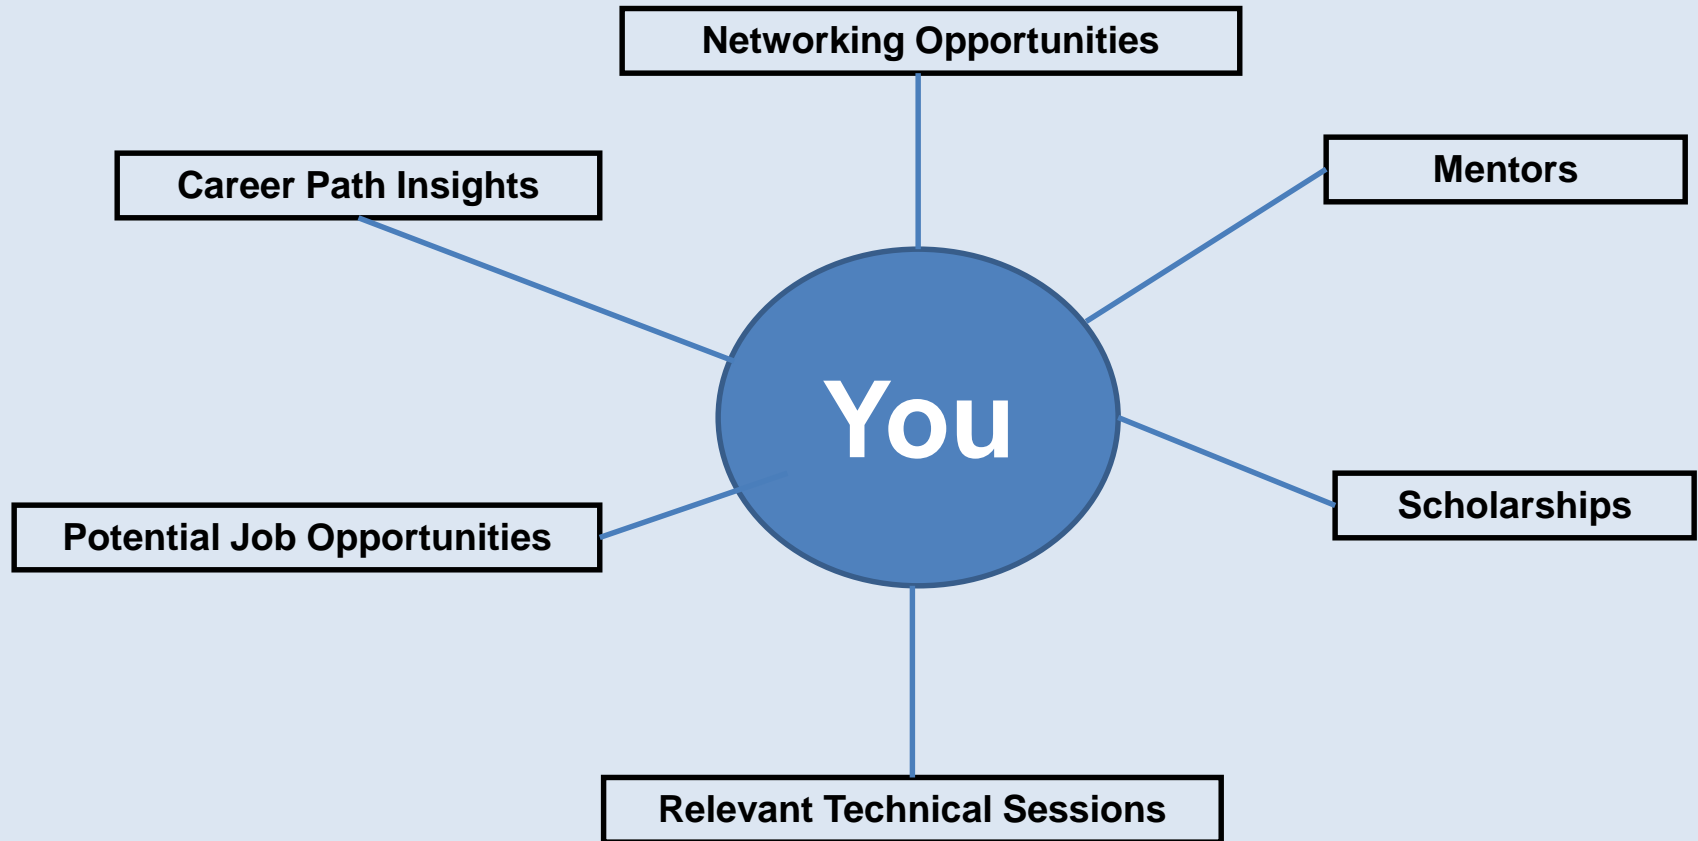 Networking Opportunities
Mentors
Career Path Insights
You
Scholarships
Potential Job Opportunities
Relevant Technical Sessions